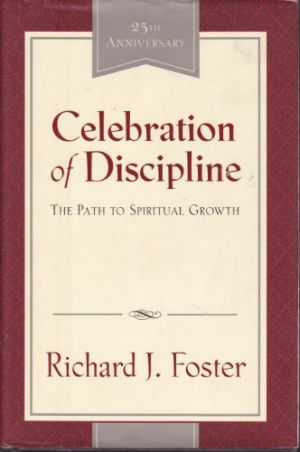 25TH
ANNIVERSARY
Celebration
of Discipline
THE PATH TO SPIRITUAL GROWTH
Richard J. Foster